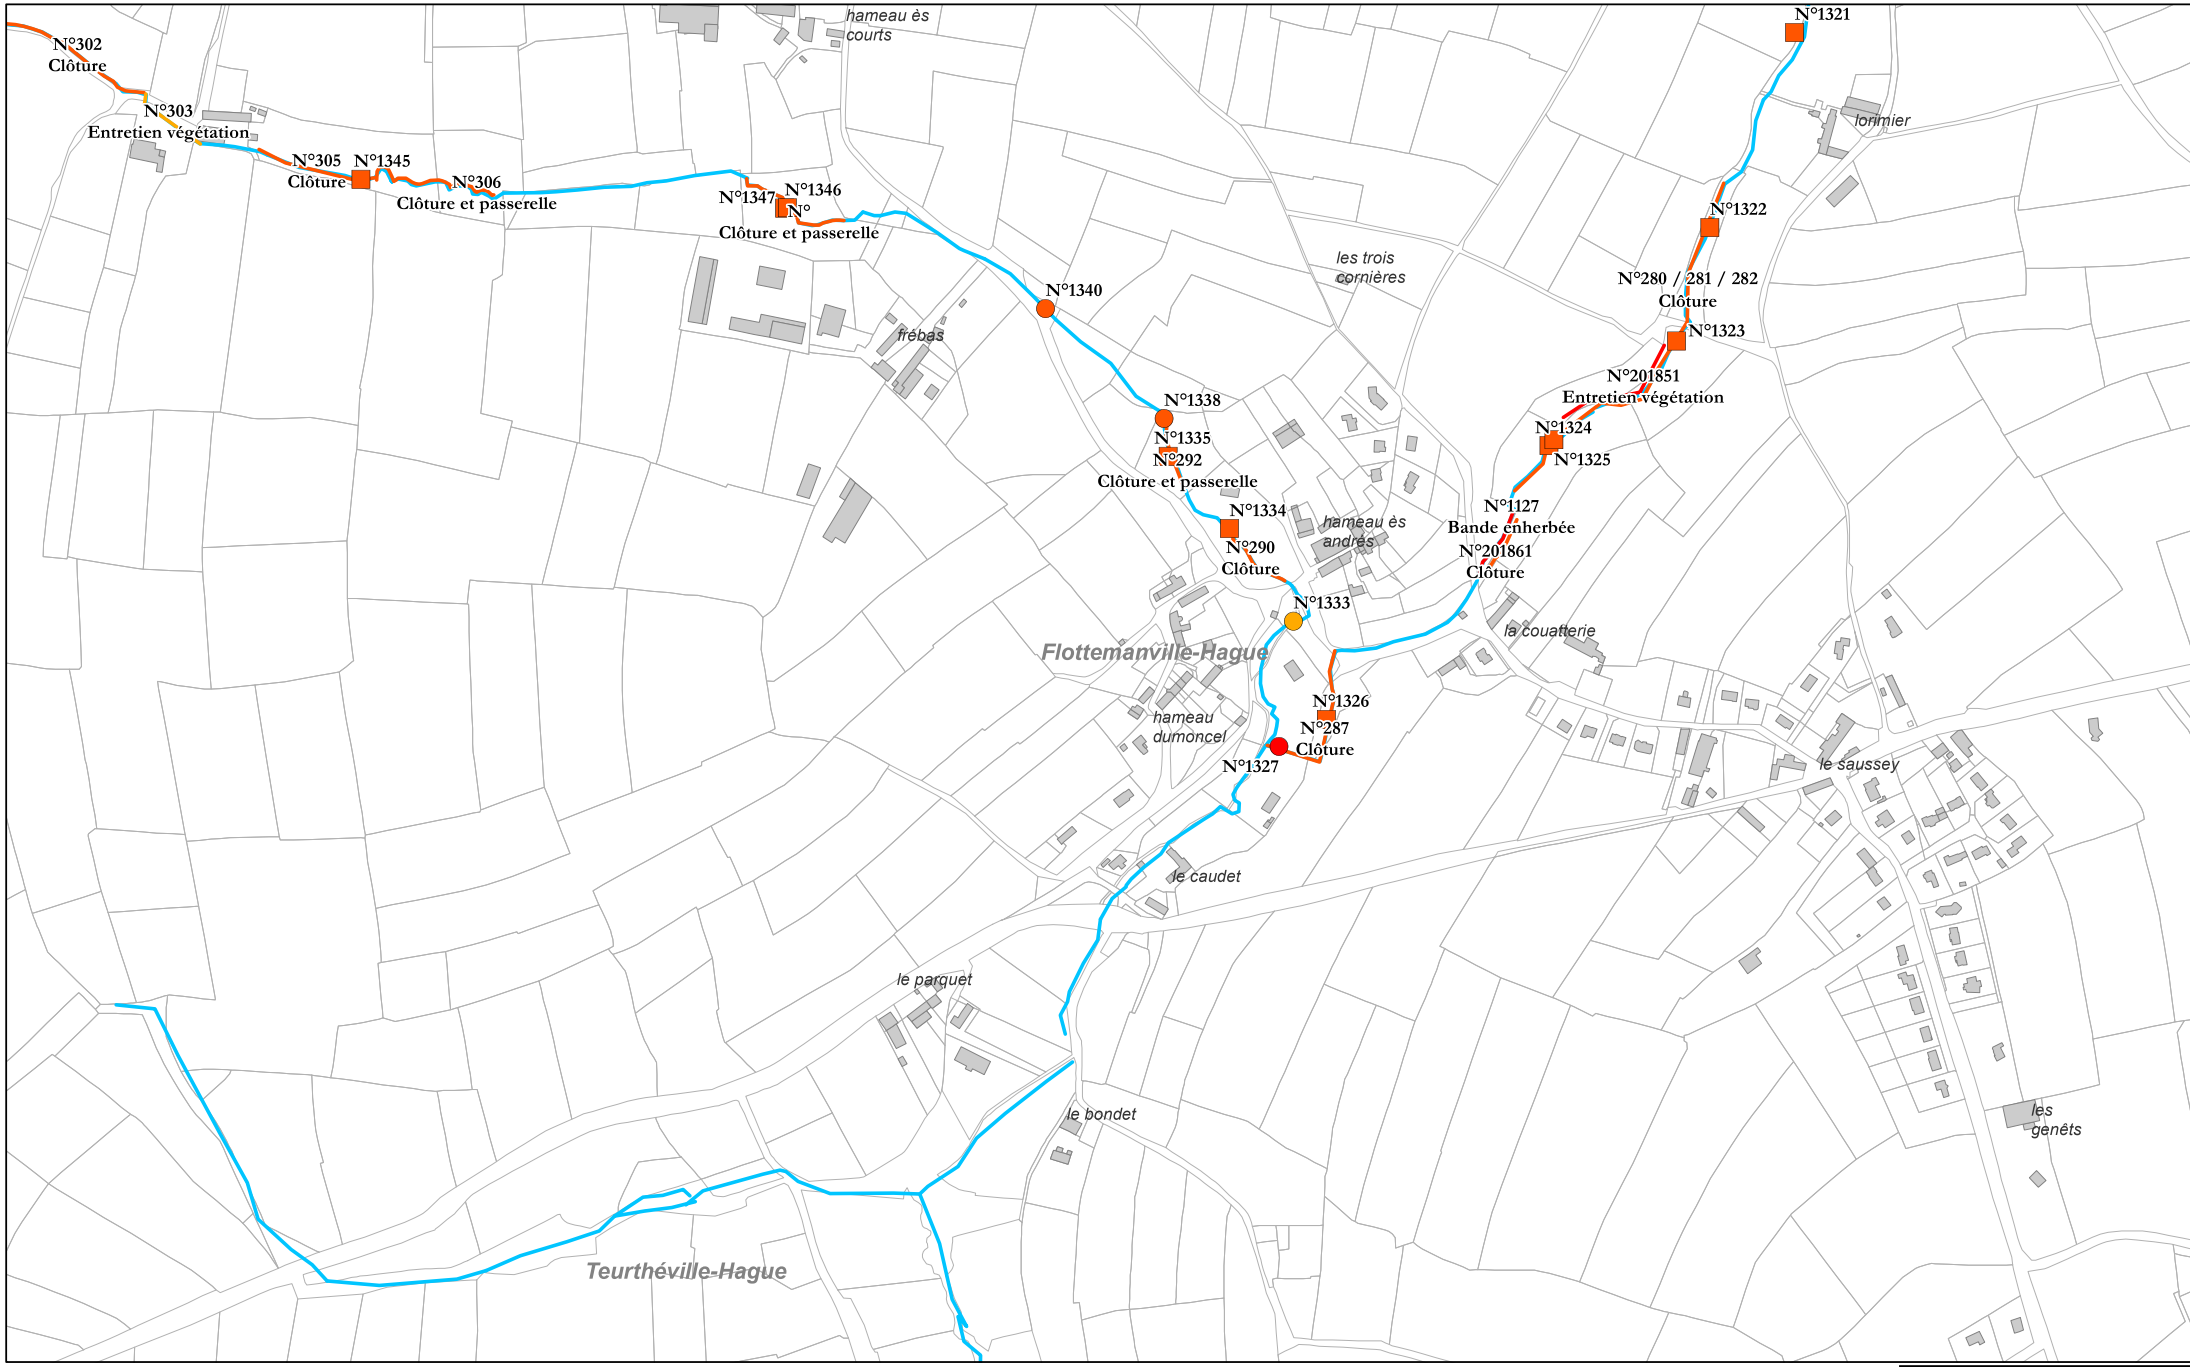 hameau ès
courts
N°1321
N°302
Clôture
N°303
Entretien végétation
lorimier
N°305
Clôture
N°1345
N°306
Clôture et passerelle
N°1347
N°1346
N°
Clôture et passerelle
N°1322
les trois
cornières
N°280 / 281 / 282
Clôture
N°1340
N°1323
frébas
N°201851
Entretien végétation
N°1338
N°1335
N°292
Clôture et passerelle
N°1324
N°1325
N°1334
N°290
Clôture
hameau ès
andrés
N°1127
Bande enherbée
N°201861
Clôture
N°1333
la couatterie
Flottemanville-Hague
hameau
dumoncel
N°1326
N°287
Clôture
N°1327
le saussey
le caudet
le parquet
le bondet
les
genêts
Teurthéville-Hague